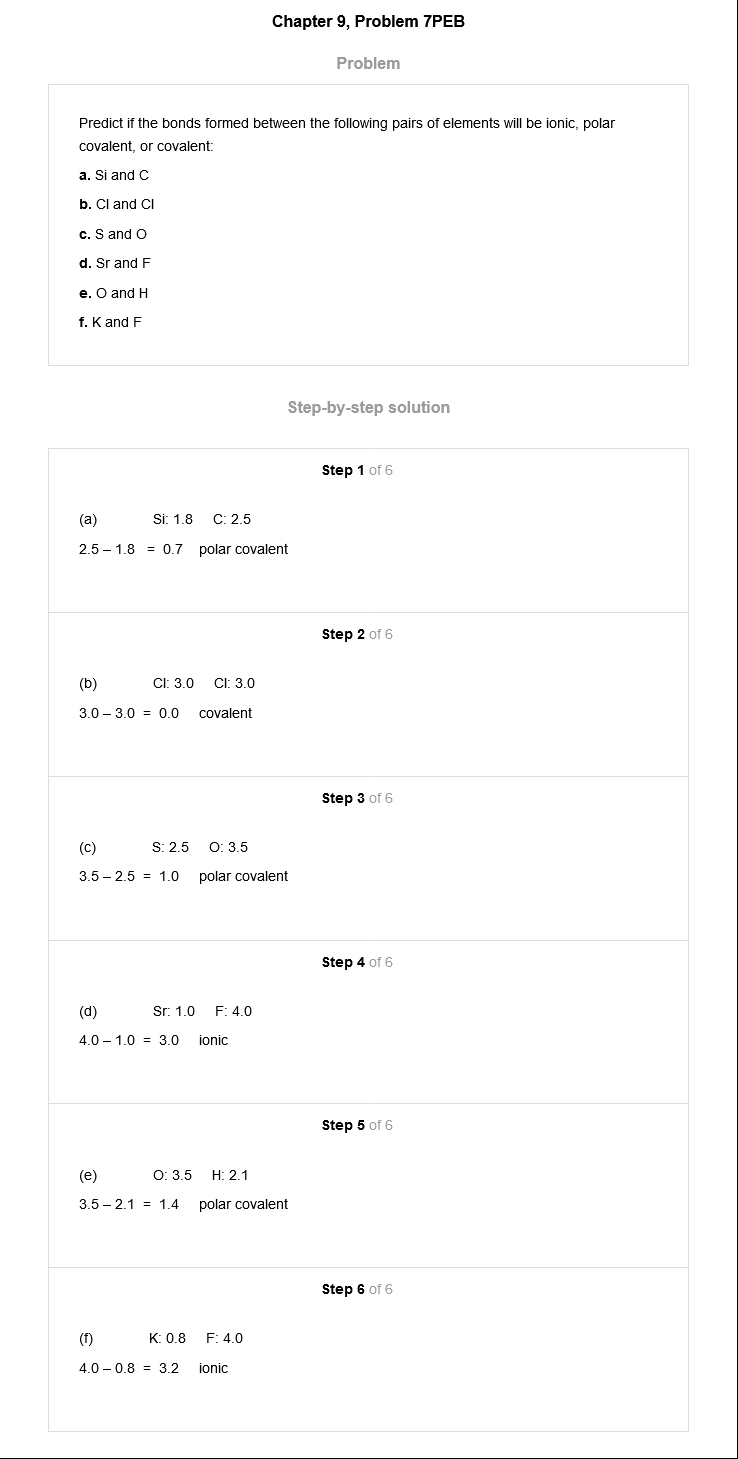 Chapter 9, Problem 7PEB
Problem
Predict if the bonds formed between the following pairs of elements will be ionic, polar
covalent, or covalent:
a. Si and C
b. Cl and Cl
c. S and O
d. Sr and F
e. O and H
f. K and F
Step-by-step solution
Step 1 of 6
(a) Si: 1.8 C: 2.5
2.5 – 1.8 = 0.7 polar covalent
Step 2 of 6
(b) Cl: 3.0 Cl: 3.0
3.0 – 3.0 = 0.0 covalent
Step 3 of 6
(c) S: 2.5 O: 3.5
3.5 – 2.5 = 1.0 polar covalent
Step 4 of 6
(d) Sr: 1.0 F: 4.0
4.0 – 1.0 = 3.0 ionic
Step 5 of 6
(e) O: 3.5 H: 2.1
3.5 – 2.1 = 1.4 polar covalent
Step 6 of 6
(f) K: 0.8 F: 4.0
4.0 – 0.8 = 3.2 ionic